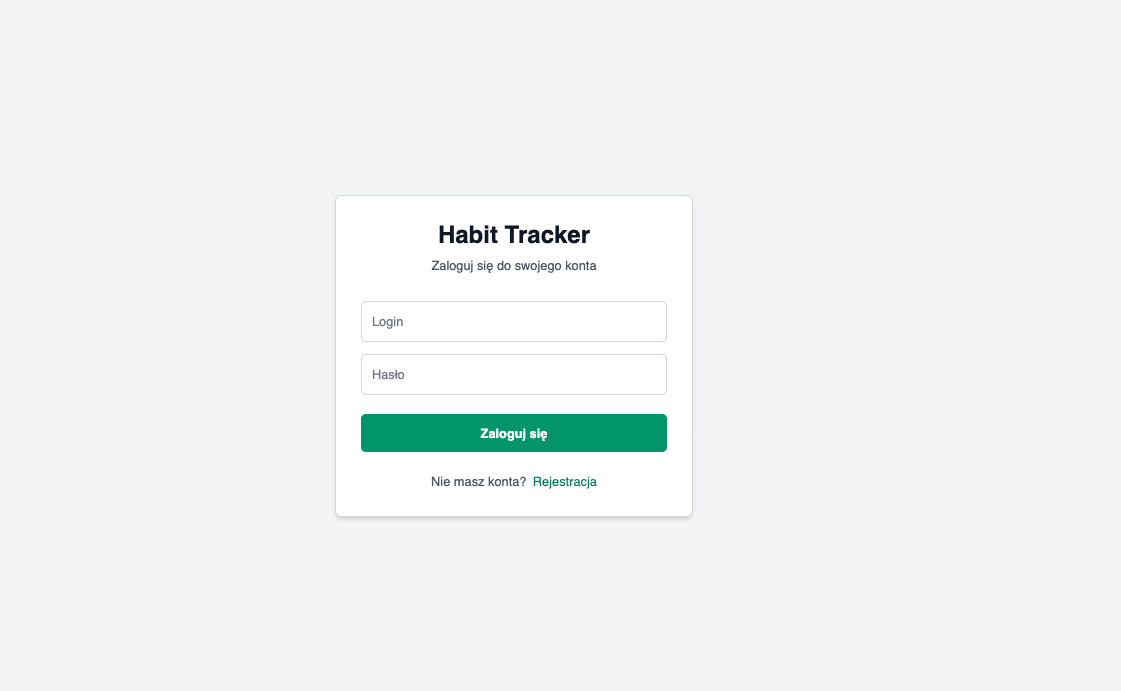 Habit Tracker
Zaloguj się do swojego konta
Login
Hasło
Zaloguj się
Nie masz konta? Rejestracja